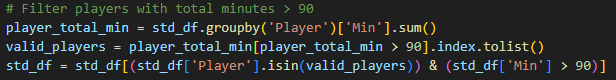 # Filter players with total minutes > 90
player_total_min = std_df.groupby('Player')['Min'].sum()
valid_players = player_total_min[player_total_min > 90].index.tolist()
std_df = std_df[(std_df['Player'].isin(valid_players)) & (std_df['Min'] > 90)]